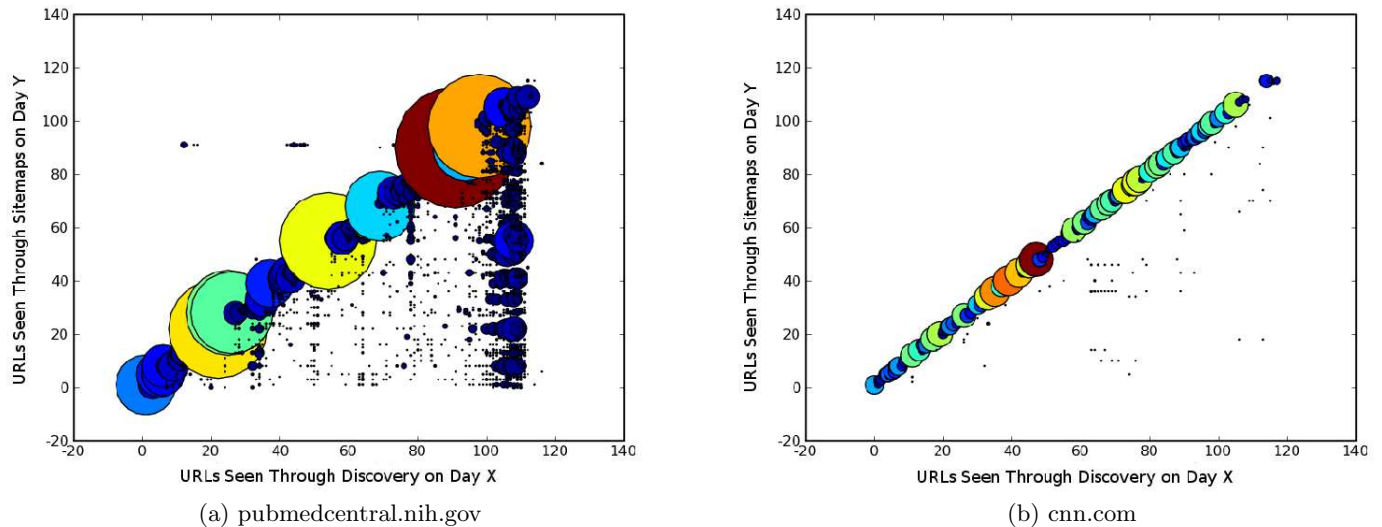 140
120
100
80
60
40
20
0
-20
-20 0 20 40 60 80 100 120 140
URLs Seen Through Sitemaps on Day Y
URLs Seen Through Discovery on Day X
(a) pubmedcentral.nih.gov
140
120
100
80
60
40
20
0
-20
-20 0 20 40 60 80 100 120 140
URLs Seen Through Sitemaps on Day Y
URLs Seen Through Discovery on Day X
(b) cnn.com